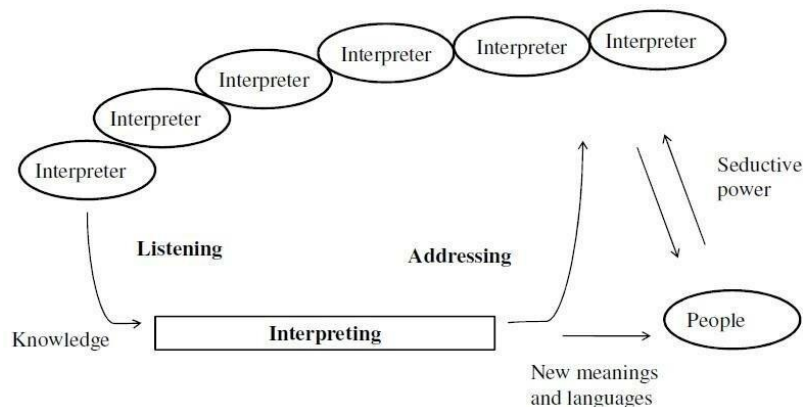 Interpreter
Interpreter
Interpreter
Interpreter
Interpreter
Interpreter
Seductive
power
Listening
Addressing
Knowledge
Interpreting
People
New meanings
and languages